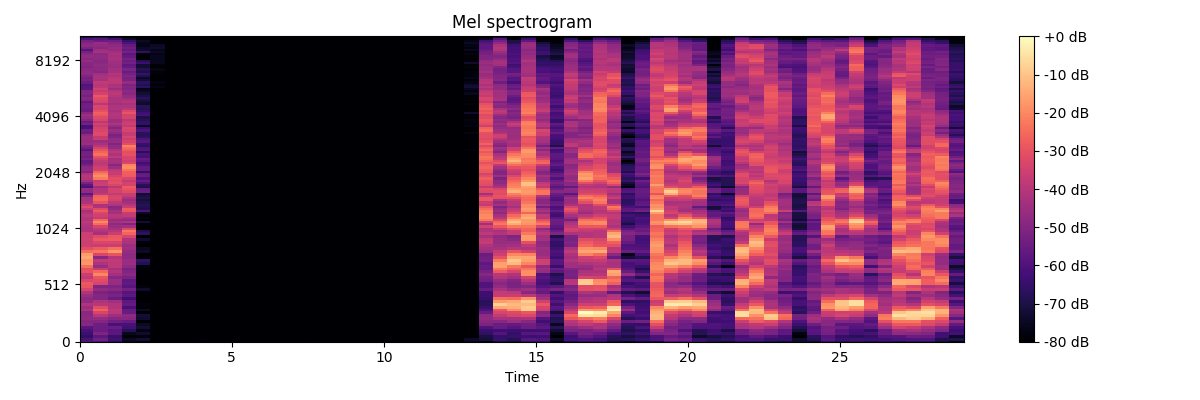 Mel spectrogram
8192
4096
2048
1024
512
0
Hz
0 5 10 15 20 25
Time
+0 dB
-10 dB
-20 dB
-30 dB
-40 dB
-50 dB
-60 dB
-70 dB
-80 dB